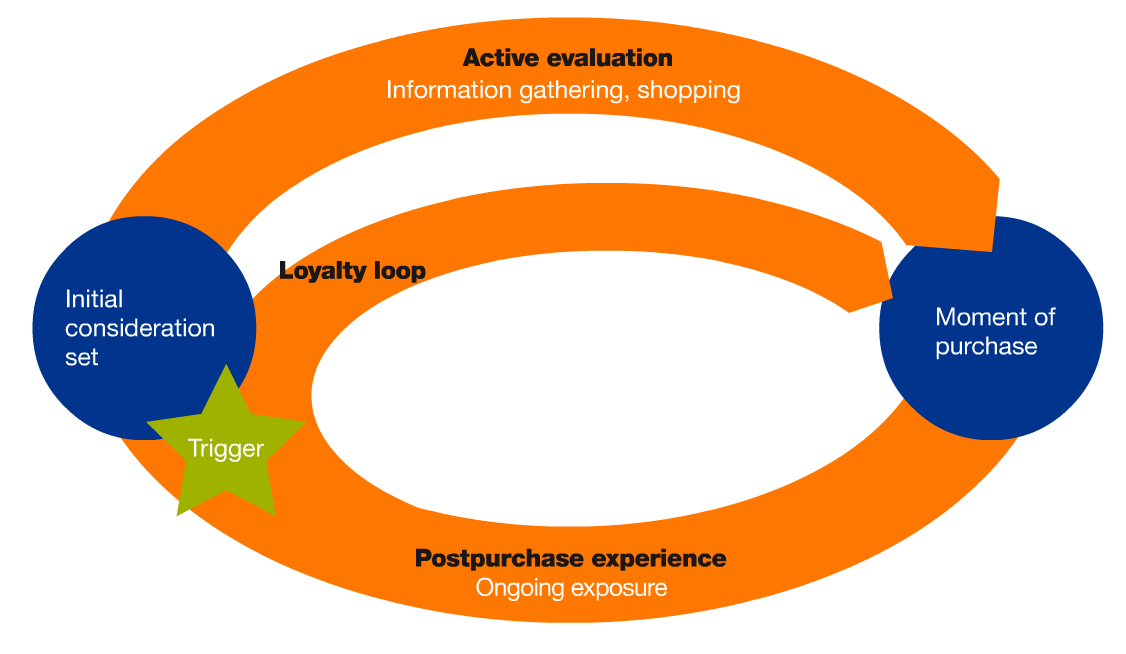 Active evaluation
Information gathering, shopping
Loyalty loop
Initial
consideration
set
Moment of
purchase
Trigger
Postpurchase experience
Ongoing exposure